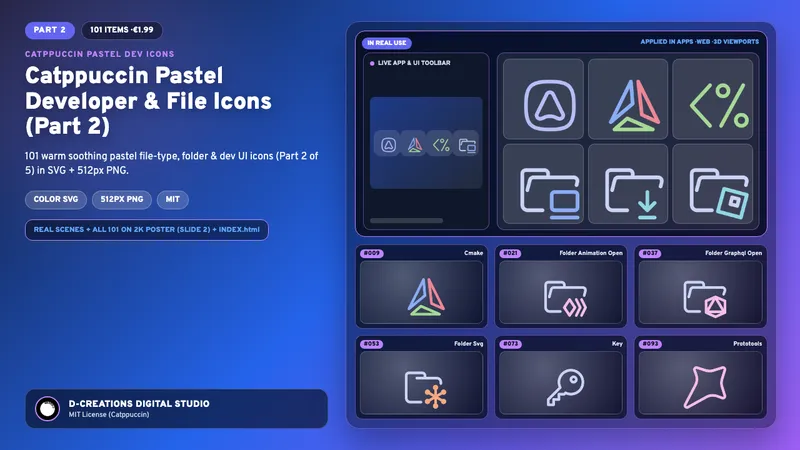 PART 2
101 ITEMS · €1.99
CATPPUCCIN PASTEL DEV ICONS
Catppuccin Pastel
Developer & File Icons
(Part 2)
101 warm soothing pastel file-type, folder & dev UI icons (Part 2 of
5) in SVG + 512px PNG.
COLOR SVG
512PX PNG
MIT
REAL SCENES + ALL 101 ON 2K POSTER (SLIDE 2) + INDEX.html
D-CREATIONS DIGITAL STUDIO
MIT License (Catppuccin)
IN REAL USE
APPLIED IN APPS · WEB · 3D VIEWPORTS
LIVE APP & UI TOOLBAR
#009
Cmake
#021
Folder Animation Open
#037
Folder Graphql Open
#053
Folder Svg
#073
Key
#093
Prototools